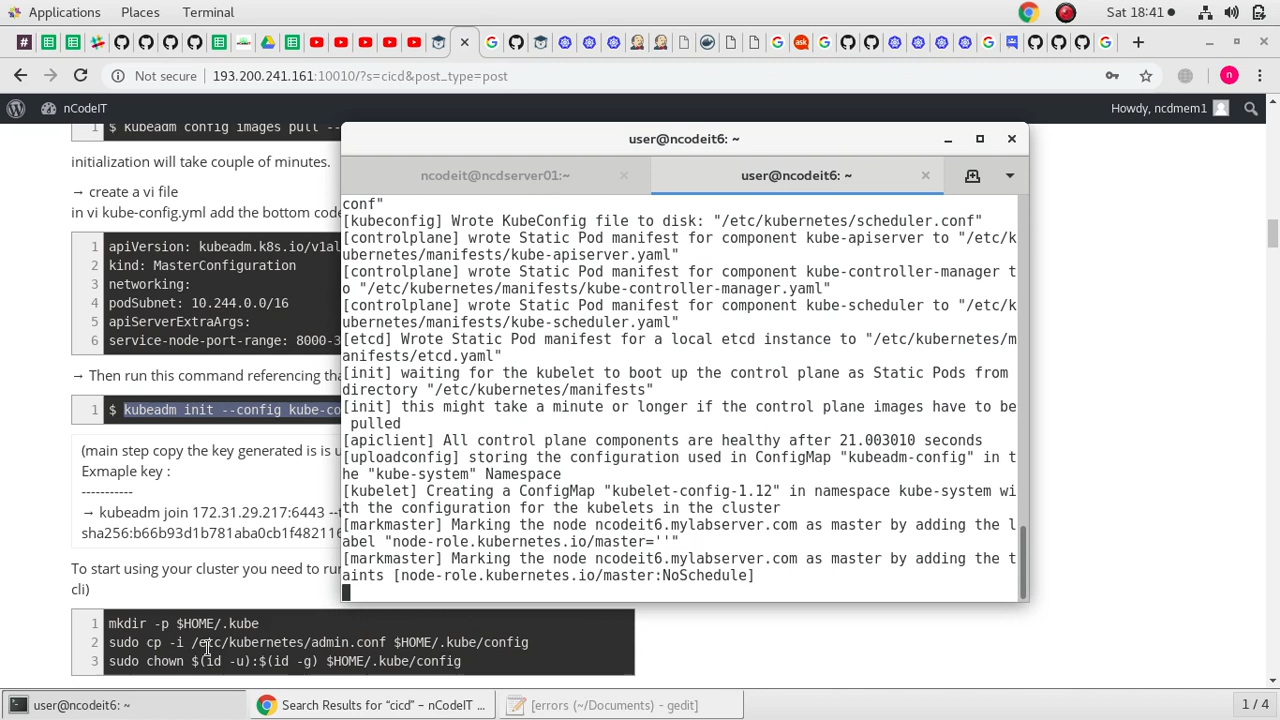 Applications Places Terminal Sat 18:41
Not secure 193.200.241.161:10010/?s=cicd&post_type=post n
nCodeIT Howdy, ncdmem1
1 $ kubeadm config images pull --
initialization will take couple of minutes.
→ create a vi file
in vi kube-config.yml add the bottom code
1 apiVersion: kubeadm.k8s.io/v1al
2 kind: MasterConfiguration
3 networking:
4 podSubnet: 10.244.0.0/16
5 apiServerExtraArgs:
6 service-node-port-range: 8000-3
→ Then run this command referencing tha
1 $ kubeadm init --config kube-co
(main step copy the key generated is is u
Exmaple key :
-----------
→ kubeadm join 172.31.29.217:6443 --t
sha256:b66b93d1b781aba0cb1f482116
To start using your cluster you need to run
cli)
1 mkdir -p $HOME/.kube
2 sudo cp -i /etc/kubernetes/admin.conf $HOME/.kube/config
3 sudo chown $(id -u):$(id -g) $HOME/.kube/config
user@ncodeit6: ~
ncodeit@ncdserver01:~ user@ncodeit6: ~
conf"
[kubeconfig] Wrote KubeConfig file to disk: "/etc/kubernetes/scheduler.conf"
[controlplane] wrote Static Pod manifest for component kube-apiserver to "/etc/k
ubernetes/manifests/kube-apiserver.yaml"
[controlplane] wrote Static Pod manifest for component kube-controller-manager t
o "/etc/kubernetes/manifests/kube-controller-manager.yaml"
[controlplane] wrote Static Pod manifest for component kube-scheduler to "/etc/k
ubernetes/manifests/kube-scheduler.yaml"
[etcd] Wrote Static Pod manifest for a local etcd instance to "/etc/kubernetes/m
anifests/etcd.yaml"
[init] waiting for the kubelet to boot up the control plane as Static Pods from
directory "/etc/kubernetes/manifests"
[init] this might take a minute or longer if the control plane images have to be
pulled
[apiclient] All control plane components are healthy after 21.003010 seconds
[uploadconfig] storing the configuration used in ConfigMap "kubeadm-config" in t
he "kube-system" Namespace
[kubelet] Creating a ConfigMap "kubelet-config-1.12" in namespace kube-system wi
th the configuration for the kubelets in the cluster
[markmaster] Marking the node ncodeit6.mylabserver.com as master by adding the l
abel "node-role.kubernetes.io/master=''"
[markmaster] Marking the node ncodeit6.mylabserver.com as master by adding the t
aints [node-role.kubernetes.io/master:NoSchedule]
user@ncodeit6: ~ Search Results for “cicd” – nCodeIT ... [errors (~/Documents) - gedit] 1 / 4